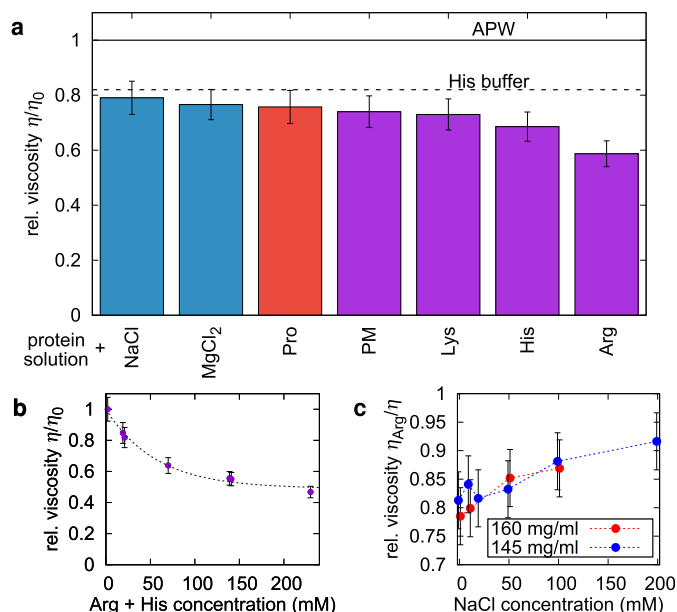 a
APW
His buffer
rel. viscosity η/η0
1
0.8
0.6
0.4
0.2
0
protein solution +
NaCl
MgCl2
Pro
PM
Lys
His
Arg
b
rel. viscosity η/η0
1
0.8
0.6
0.4
0.2
0
0 50 100 150 200
Arg + His concentration (mM)
c
rel. viscosity ηArg/η
1
0.95
0.9
0.85
0.8
0.75
0.7
160 mg/ml
145 mg/ml
0 50 100 150 200
NaCl concentration (mM)